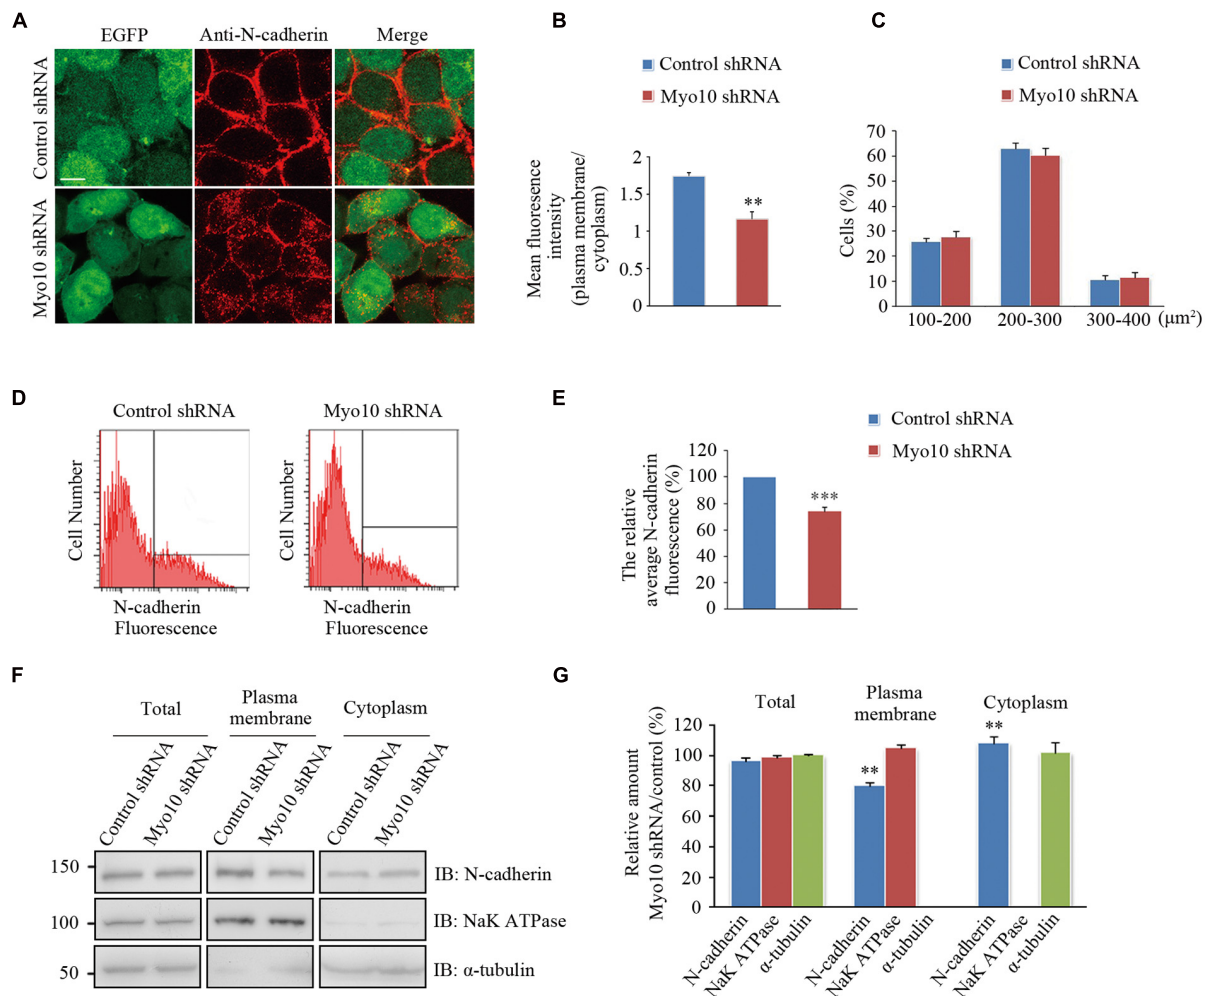 A
EGFP
Anti-N-cadherin
Merge
Control shRNA
Myo10 shRNA
B
Control shRNA
Myo10 shRNA
Mean fluoresence
intensity
(plasma membrane/
cytoplasm)
2
1.5
1
0.5
0
**
C
Control shRNA
Myo10 shRNA
Cells (%)
70
60
50
40
30
20
10
0
100-200
200-300
300-400
(μm²)
D
Control shRNA
Myo10 shRNA
Cell Number
Cell Number
N-cadherin
Fluorescence
N-cadherin
Fluorescence
E
Control shRNA
Myo10 shRNA
The relative
average N-cadherin
fluorescence (%)
120
100
80
60
40
20
0
***
F
Total
Plasma
membrane
Cytoplasm
Control shRNA
Myo10 shRNA
Control shRNA
Myo10 shRNA
Control shRNA
Myo10 shRNA
150
IB: N-cadherin
100
IB: NaK ATPase
50
IB: α-tubulin
G
Total
Plasma
membrane
Cytoplasm
Relative amount
Myo10 shRNA/control (%)
120
100
80
60
40
20
0
**
**
N-cadherin
NaK ATPase
α-tubulin
N-cadherin
NaK ATPase
α-tubulin
N-cadherin
NaK ATPase
α-tubulin